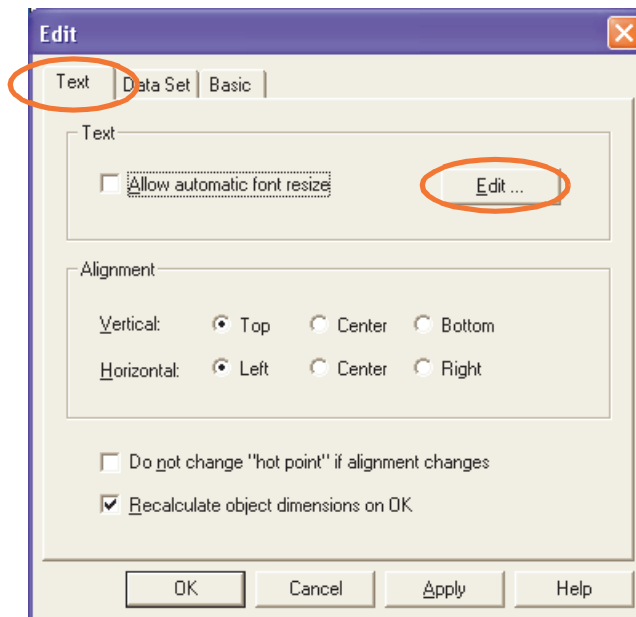 Edit
Text Data Set Basic
Text
Allow automatic font resize Edit ...
Alignment
Vertical: Top Center Bottom
Horizontal: Left Center Right
Do not change "hot point" if alignment changes
Recalculate object dimensions on OK
OK Cancel Apply Help